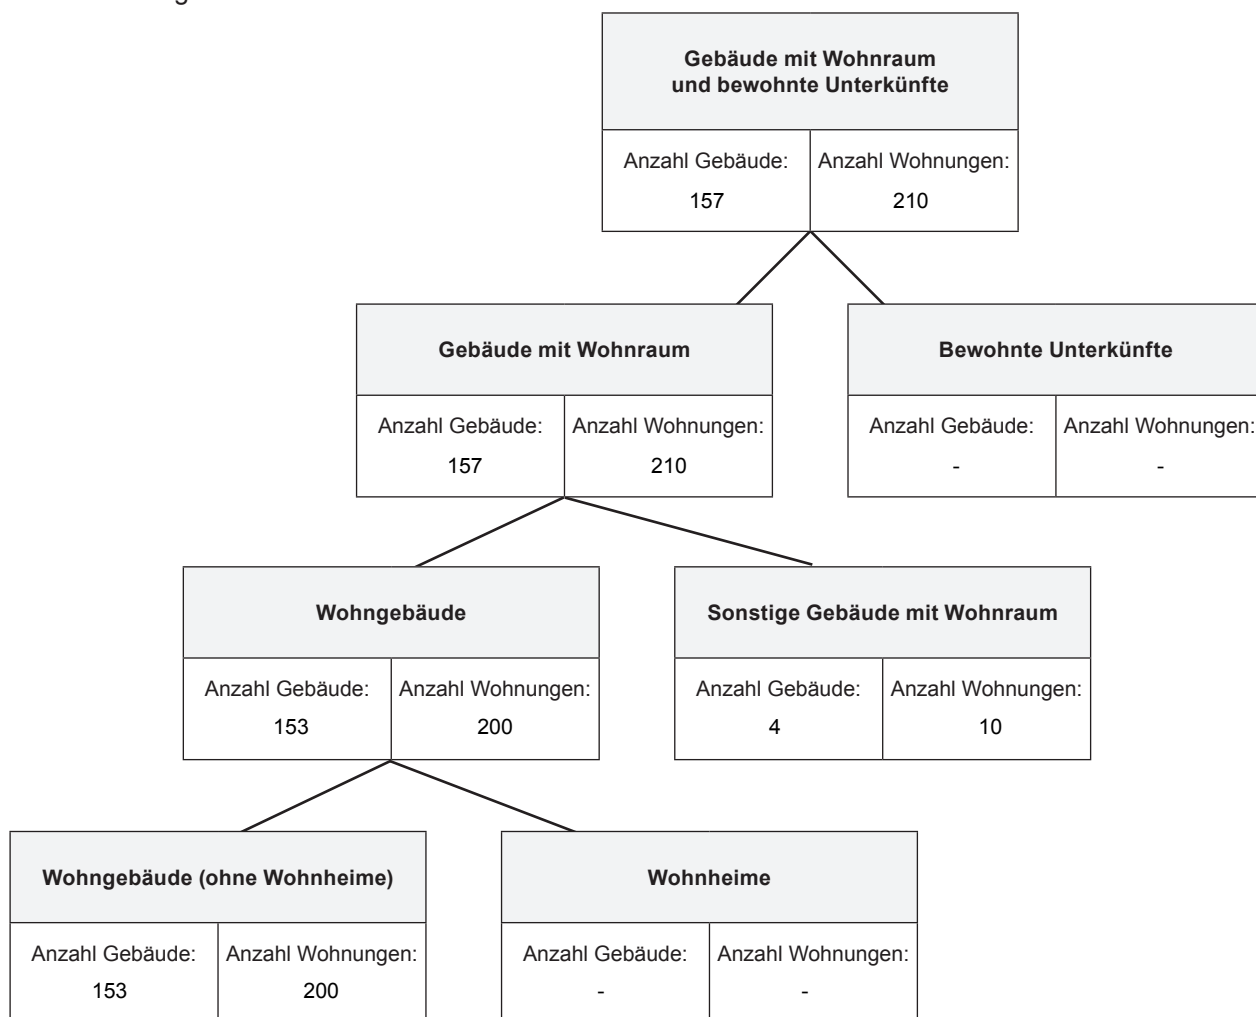 Gebäude mit Wohnraum
und bewohnte Unterkünfte
Anzahl Gebäude: Anzahl Wohnungen:
157 210
Gebäude mit Wohnraum Bewohnte Unterkünfte
Anzahl Gebäude: Anzahl Wohnungen: Anzahl Gebäude: Anzahl Wohnungen:
157 210 - -
Wohngebäude Sonstige Gebäude mit Wohnraum
Anzahl Gebäude: Anzahl Wohnungen: Anzahl Gebäude: Anzahl Wohnungen:
153 200 4 10
Wohngebäude (ohne Wohnheime) Wohnheime
Anzahl Gebäude: Anzahl Wohnungen: Anzahl Gebäude: Anzahl Wohnungen:
153 200 - -